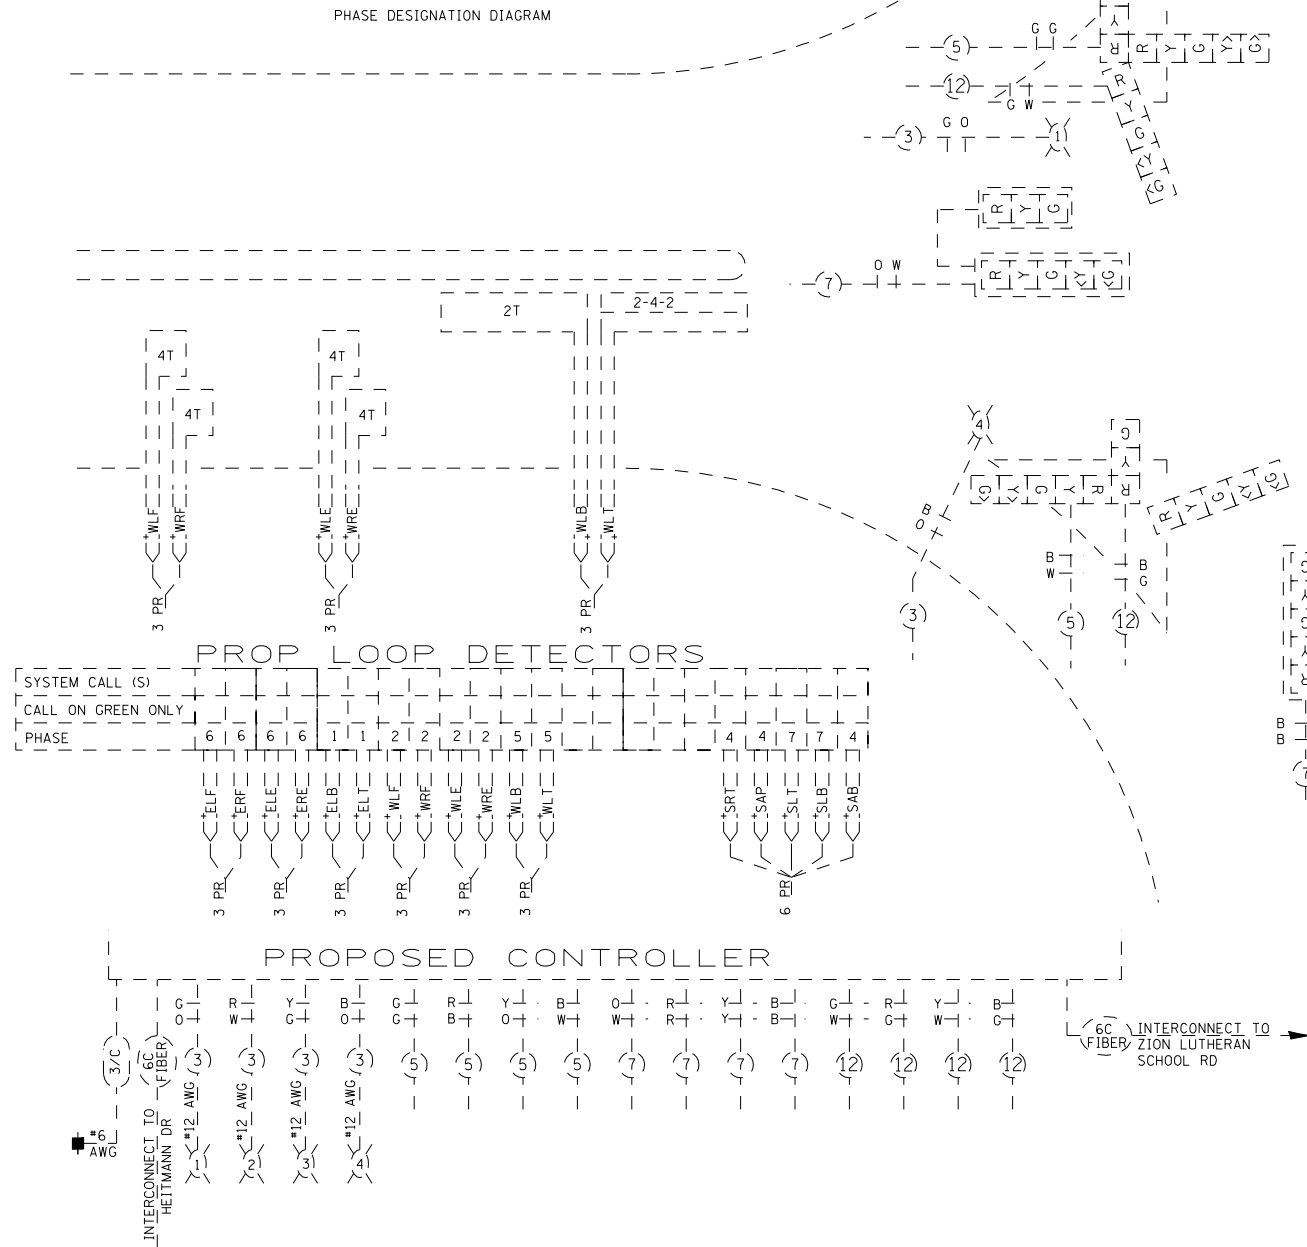 PHASE DESIGNATION DIAGRAM
G G
5
Y
R R Y G Y G
12
G W
R Y G Y G
G O
3
1
R Y G
O W
7
R Y G Y G
2T
2-4-2
4T
4T
4T
4T
+WLF
+WRF
+WLE
+WRE
+WLB
+WLT
3 PR
3 PR
3 PR
4
G
Y
G Y G Y R R
R Y G Y G
B
O
B
W
B
G
3
5
12
B
B
PROP LOOP DETECTORS
SYSTEM CALL (S)
CALL ON GREEN ONLY
PHASE 6 6 6 6 1 1 2 2 2 2 5 5 4 4 7 7 4
+ELF +ERF +ELE +ERE +ELB +ELT +WLF +WRF +WLE +WRE +WLB +WLT +SRT +SAP +SLT +SLB +SAB
3 PR 3 PR 3 PR 3 PR 3 PR 3 PR 6 PR
PROPOSED CONTROLLER
G R Y B G R Y B O R Y B G R Y B
O W G O G B O W W R Y B W G W G
3/C
6C FIBER
3 3 3 3 5 5 5 5 7 7 7 7 12 12 12 12
#12 AWG #12 AWG #12 AWG #12 AWG
1 2 3 4
#6
AWG
INTERCONNECT TO
HEITMANN DR
6C
FIBER
INTERCONNECT TO
ZION LUTHERAN
SCHOOL RD